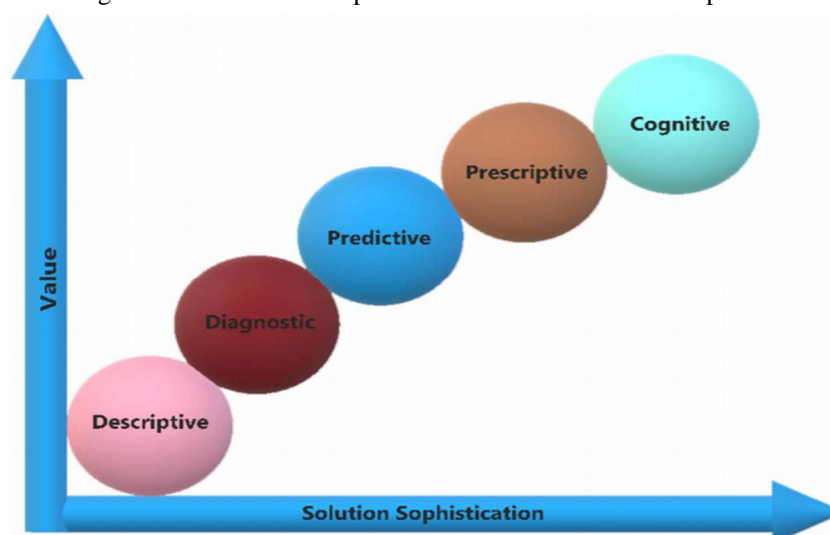 Cognitive
Prescriptive
Predictive
Value
Diagnostic
Descriptive
Solution Sophistication